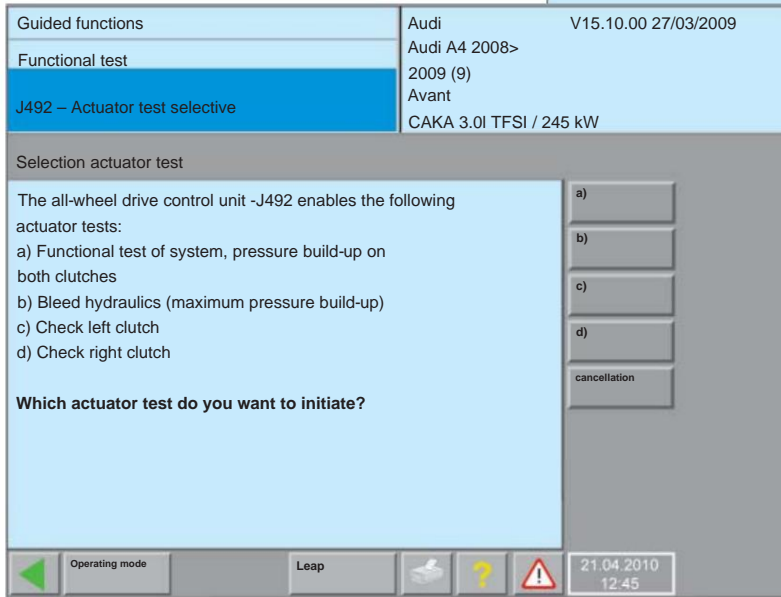 Guided functions
Functional test
J492 – Actuator test selective
Audi V15.10.00 27/03/2009
Audi A4 2008>
2009 (9)
Avant
CAKA 3.0l TFSI / 245 kW
Selection actuator test
The all-wheel drive control unit -J492 enables the following
actuator tests:
a) Functional test of system, pressure build-up on
both clutches
b) Bleed hydraulics (maximum pressure build-up)
c) Check left clutch
d) Check right clutch
Which actuator test do you want to initiate?
a)
b)
c)
d)
cancellation
Operating mode
Leap
?
21.04.2010
12:45